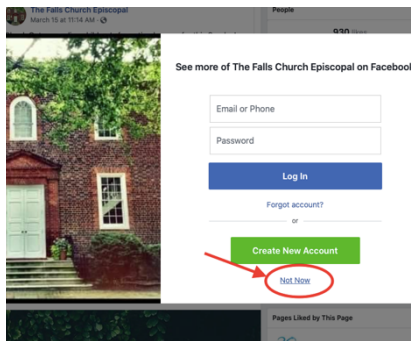 The Falls Church Episcopal
March 15 at 11:14 AM ·
People
930 likes
See more of The Falls Church Episcopal on Facebook
Email or Phone
Password
Log In
Forgot account?
or
Create New Account
Not Now
Pages Liked by This Page